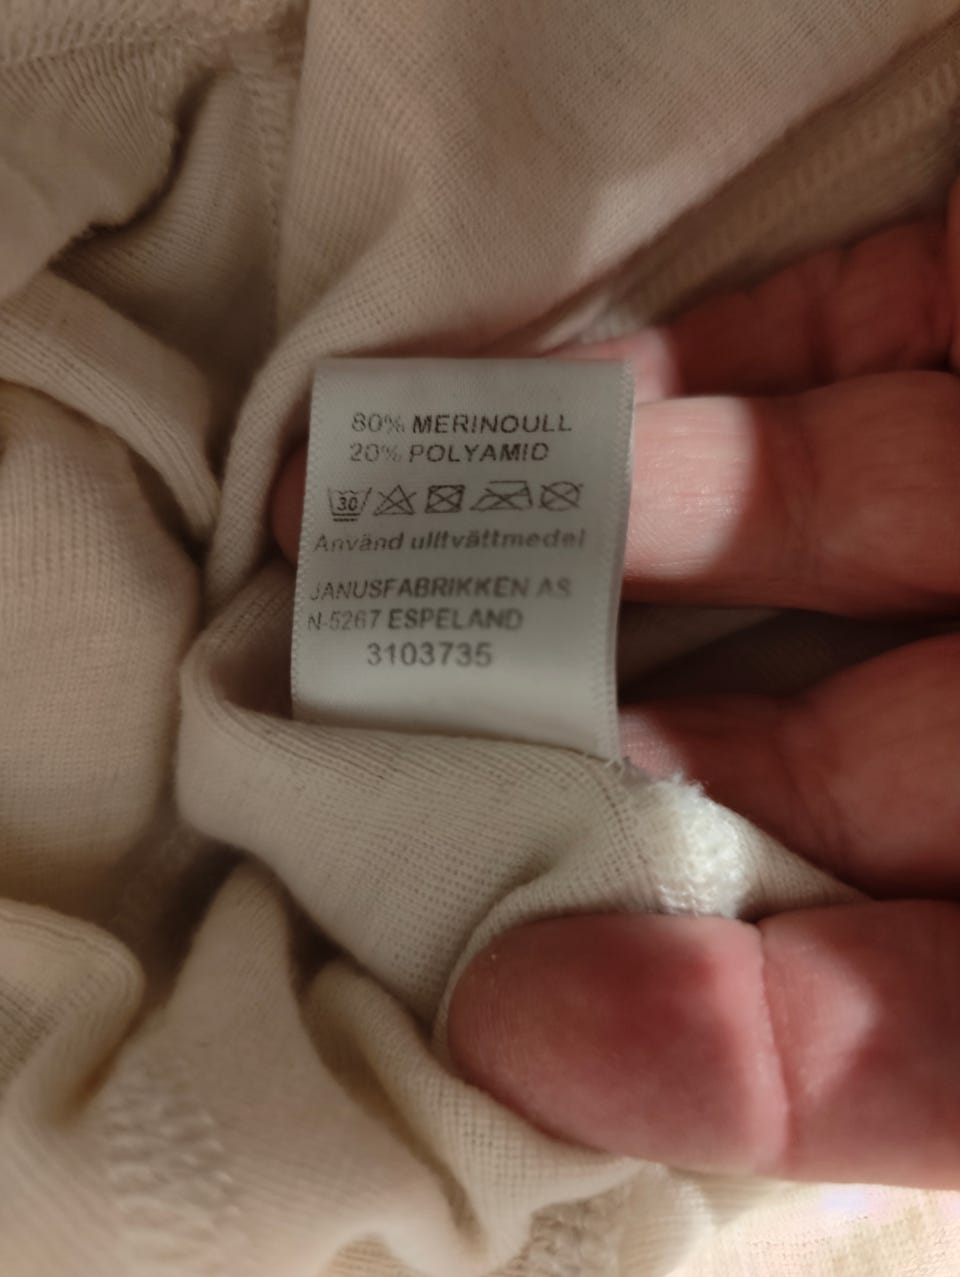 80% MERINOULL
20% POLYAMID
30
Använd ulltvättmedel
JANUSFABRIKKEN AS
N-5267 ESPELAND
3103735